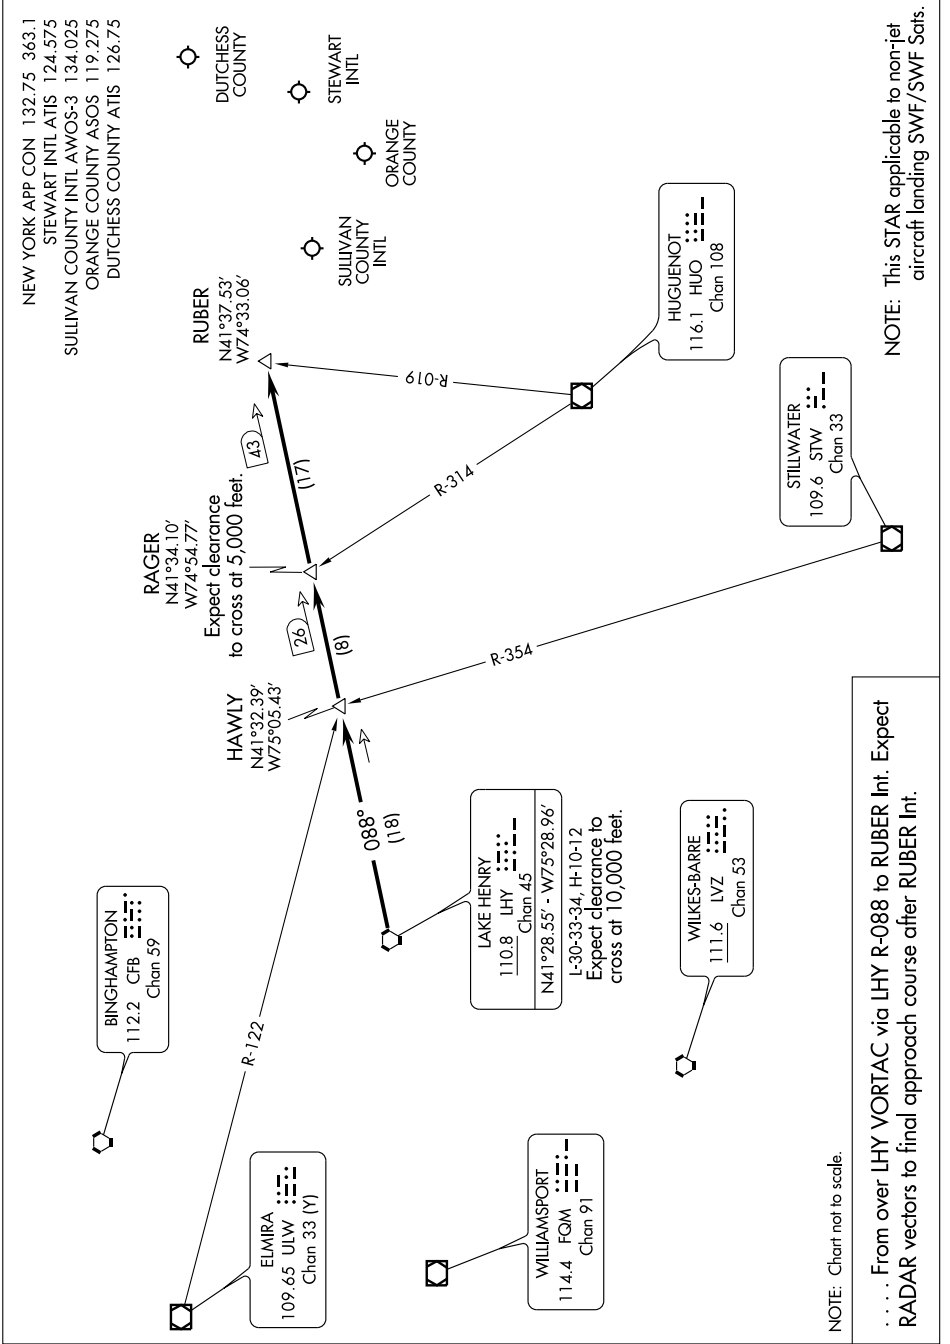 NEW YORK APP CON 132.75 363.1
STEWART INTL ATIS 124.575
SULLIVAN COUNTY INTL AWOS-3 134.025
ORANGE COUNTY ASOS 119.275
DUTCHESS COUNTY ATIS 126.75
DUTCHESS
COUNTY
STEWART
INTL
ORANGE
COUNTY
SULLIVAN
COUNTY
INTL
RUBER
N41°37.53'
W74°33.06'
RAGER
N41°34.10'
W74°54.77'
Expect clearance
to cross at 5,000 feet.
HAWLY
N41°32.39'
W75°05.43'
43
(17)
26
(8)
088°
(18)
R-019
R-314
R-354
R-122
BINGHAMPTON
112.2 CFB
Chan 59
ELMIRA
109.65 ULW
Chan 33 (Y)
LAKE HENRY
110.8 LHY
Chan 45
N41°28.55' - W75°28.96'
L-30-33-34, H-10-12
Expect clearance to
cross at 10,000 feet.
HUGUENOT
116.1 HUO
Chan 108
STILLWATER
109.6 STW
Chan 33
WILKES-BARRE
111.6 LVZ
Chan 53
WILLIAMSPORT
114.4 FQM
Chan 91
NOTE: This STAR applicable to non-jet
aircraft landing SWF/SWF Sats.
NOTE: Chart not to scale.
. . . . From over LHY VORTAC via LHY R-088 to RUBER Int. Expect
RADAR vectors to final approach course after RUBER Int.